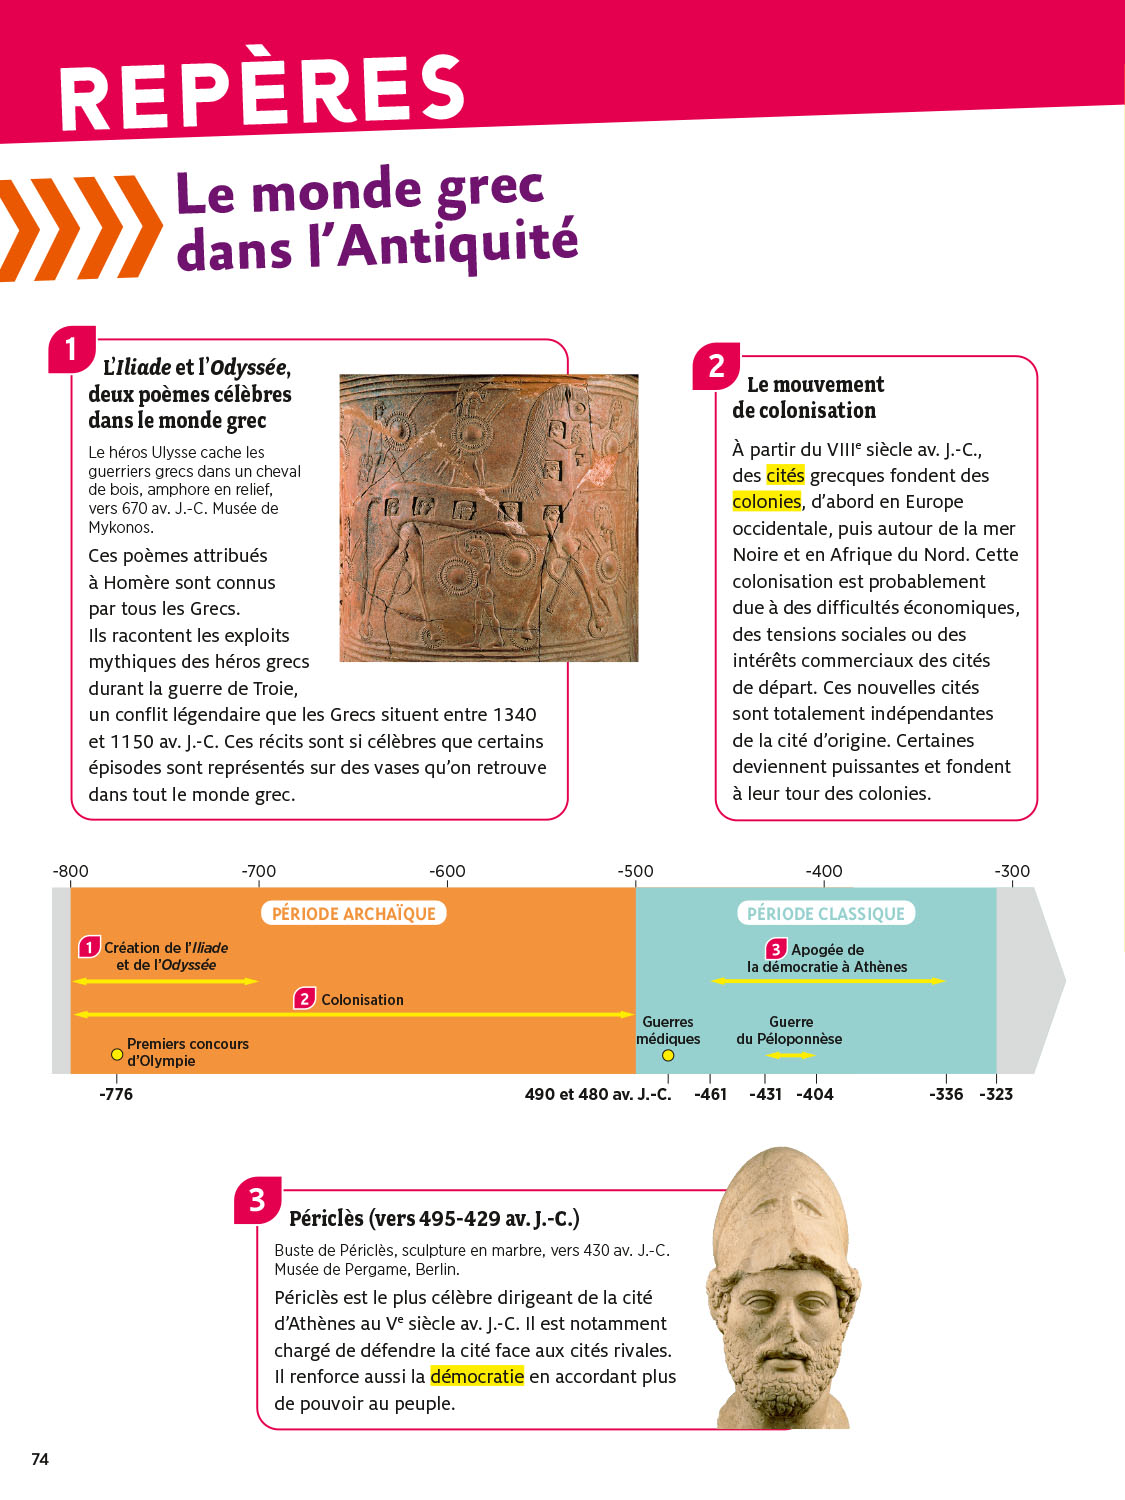 REPÈRES
Le monde grec
dans l’Antiquité
1
L’Iliade et l’Odyssée,
deux poèmes célèbres
dans le monde grec
Le héros Ulysse cache les
guerriers grecs dans un cheval
de bois, amphore en relief,
vers 670 av. J.-C. Musée de
Mykonos.
Ces poèmes attribués
à Homère sont connus
par tous les Grecs.
Ils racontent les exploits
mythiques des héros grecs
durant la guerre de Troie,
un conflit légendaire que les Grecs situent entre 1340
et 1150 av. J.-C. Ces récits sont si célèbres que certains
épisodes sont représentés sur des vases qu’on retrouve
dans tout le monde grec.
2
Le mouvement
de colonisation
À partir du VIIIe siècle av. J.-C.,
des cités grecques fondent des
colonies, d’abord en Europe
occidentale, puis autour de la mer
Noire et en Afrique du Nord. Cette
colonisation est probablement
due à des difficultés économiques,
des tensions sociales ou des
intérêts commerciaux des cités
de départ. Ces nouvelles cités
sont totalement indépendantes
de la cité d’origine. Certaines
deviennent puissantes et fondent
à leur tour des colonies.
-800 -700 -600 -500 -400 -300
PÉRIODE ARCHAÏQUE PÉRIODE CLASSIQUE
1 Création de l’Iliade
et de l’Odyssée
3 Apogée de
la démocratie à Athènes
2 Colonisation
Guerres
médiques
Guerre
du Péloponnèse
Premiers concours
d’Olympie
-776 490 et 480 av. J.-C. -461 -431 -404 -336 -323
3
Périclès (vers 495-429 av. J.-C.)
Buste de Périclès, sculpture en marbre, vers 430 av. J.-C.
Musée de Pergame, Berlin.
Périclès est le plus célèbre dirigeant de la cité
d’Athènes au Ve siècle av. J.-C. Il est notamment
chargé de défendre la cité face aux cités rivales.
Il renforce aussi la démocratie en accordant plus
de pouvoir au peuple.
74